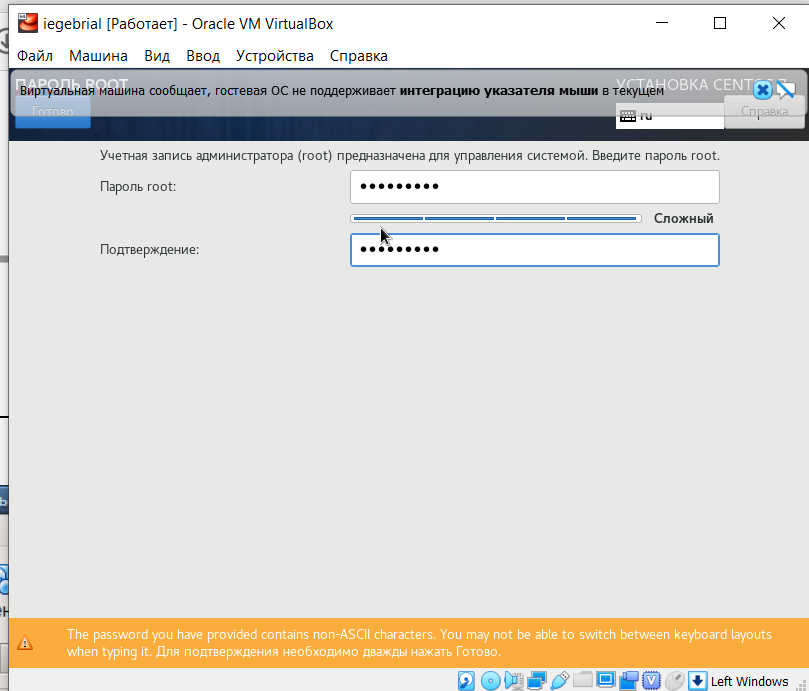 iegebrial [Работает] - Oracle VM VirtualBox
Файл Машина Вид Ввод Устройства Справка
ПАРОЛЬ ROOT УСТАНОВКА CENTOS 7
Виртуальная машина сообщает, гостевая ОС не поддерживает интеграцию указателя мыши в текущем
Готово ru Справка
Учетная запись администратора (root) предназначена для управления системой. Введите пароль root.
Пароль root: •••••••••
Сложный
Подтверждение: •••••••••
The password you have provided contains non-ASCII characters. You may not be able to switch between keyboard layouts
when typing it. Для подтверждения необходимо дважды нажать Готово.
Left Windows